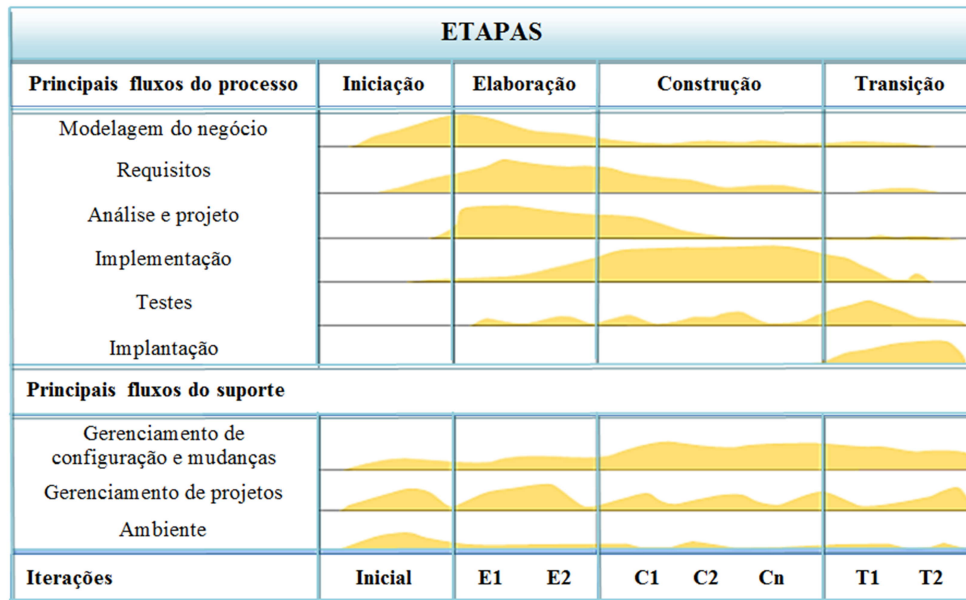 ETAPAS
Principais fluxos do processo Iniciação Elaboração Construção Transição
Modelagem do negócio
Requisitos
Análise e projeto
Implementação
Testes
Implantação
Principais fluxos do suporte
Gerenciamento de
configuração e mudanças
Gerenciamento de projetos
Ambiente
Iterações Inicial E1 E2 C1 C2 Cn T1 T2